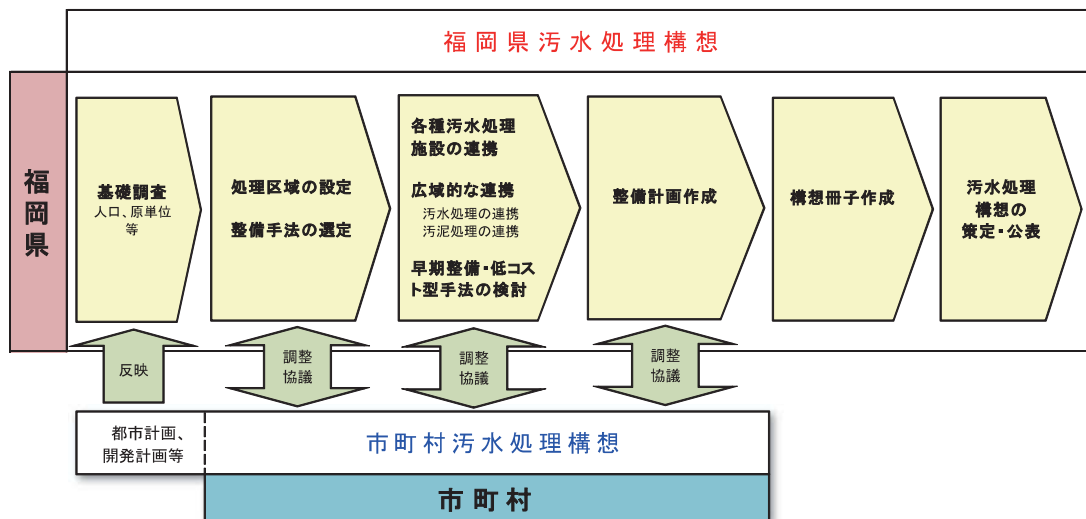 福岡県汚水処理構想
福岡県
基礎調査
人口、原単位
等
処理区域の設定
整備手法の選定
各種汚水処理
施設の連携
広域的な連携
汚水処理の連携
汚泥処理の連携
早期整備・低コス
ト型手法の検討
整備計画作成
構想冊子作成
汚水処理
構想の
策定・公表
反映
調整
協議
調整
協議
調整
協議
都市計画、
開発計画等
市町村汚水処理構想
市町村